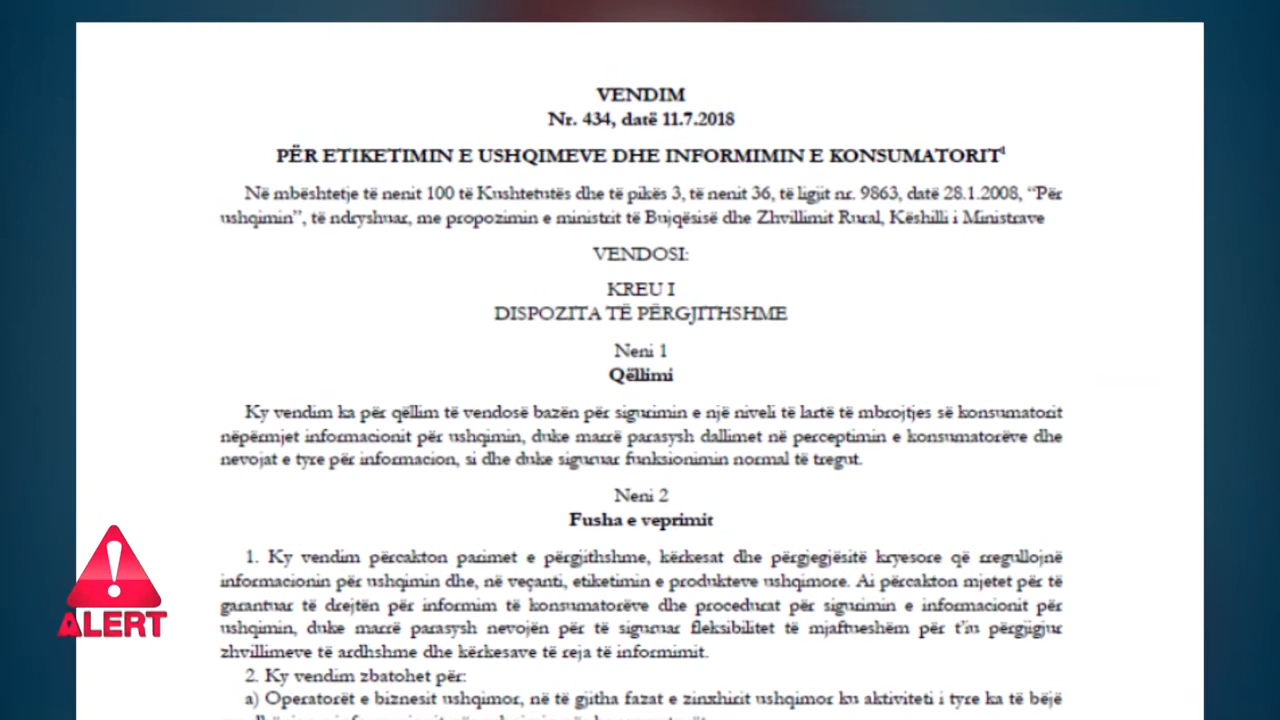 VENDIM
Nr. 434, datë 11.7.2018
PËR ETIKETIMIN E USHQIMEVE DHE INFORMIMIN E KONSUMATORIT¹
Në mbështetje të nenit 100 të Kushtetutës dhe të pikës 3, të nenit 36, të ligjit nr. 9863, datë 28.1.2008, “Për
ushqimin”, të ndryshuar, me propozimin e ministrit të Bujqësisë dhe Zhvillimit Rural, Këshilli i Ministrave
VENDOSI:
KREU I
DISPOZITA TË PËRGJITHSHME
Neni 1
Qëllimi
Ky vendim ka për qëllim të vendosë bazën për sigurimin e një niveli të lartë të mbrojtjes së konsumatorit
nëpërmjet informacionit për ushqimin, duke marrë parasysh dallimet në perceptimin e konsumatorëve dhe
nevojat e tyre për informacion, si dhe duke siguruar funksionimin normal të tregut.
Neni 2
Fusha e veprimit
1. Ky vendim përcakton parimet e përgjithshme, kërkesat dhe përgjegjësitë kryesore që rregullojnë
informacionin për ushqimin dhe, në veçanti, etiketimin e produkteve ushqimore. Ai përcakton mjetet për të
garantuar të drejtën për informim të konsumatorëve dhe procedurat për sigurimin e informacionit për
ushqimin, duke marrë parasysh nevojën për të siguruar fleksibilitet të mjaftueshëm për t’iu përgjigjur
zhvillimeve të ardhshme dhe kërkesave të reja të informimit.
2. Ky vendim zbatohet për:
a) Operatorët e biznesit ushqimor, në të gjitha fazat e zinxhirit ushqimor ku aktiviteti i tyre ka të bëjë
ALERT